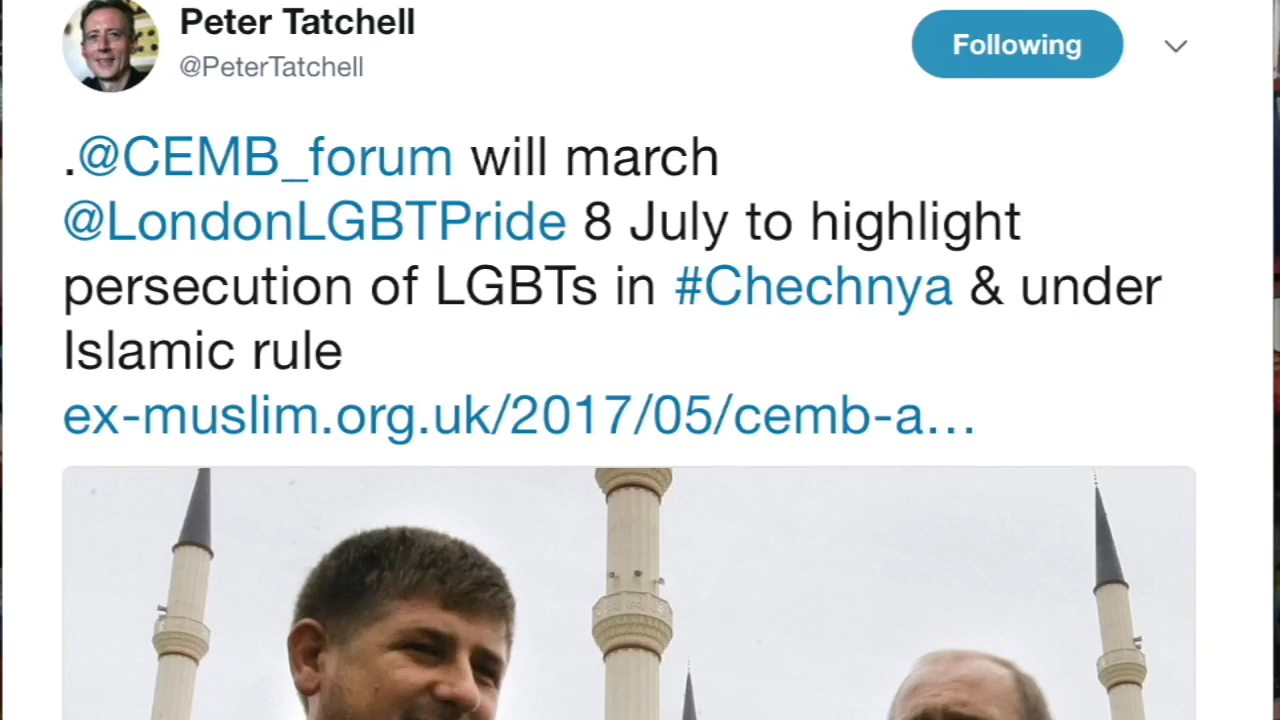 Peter Tatchell
@PeterTatchell
Following
.@CEMB_forum will march
@LondonLGBTPride 8 July to highlight
persecution of LGBTs in #Chechnya & under
Islamic rule
ex-muslim.org.uk/2017/05/cemb-a…